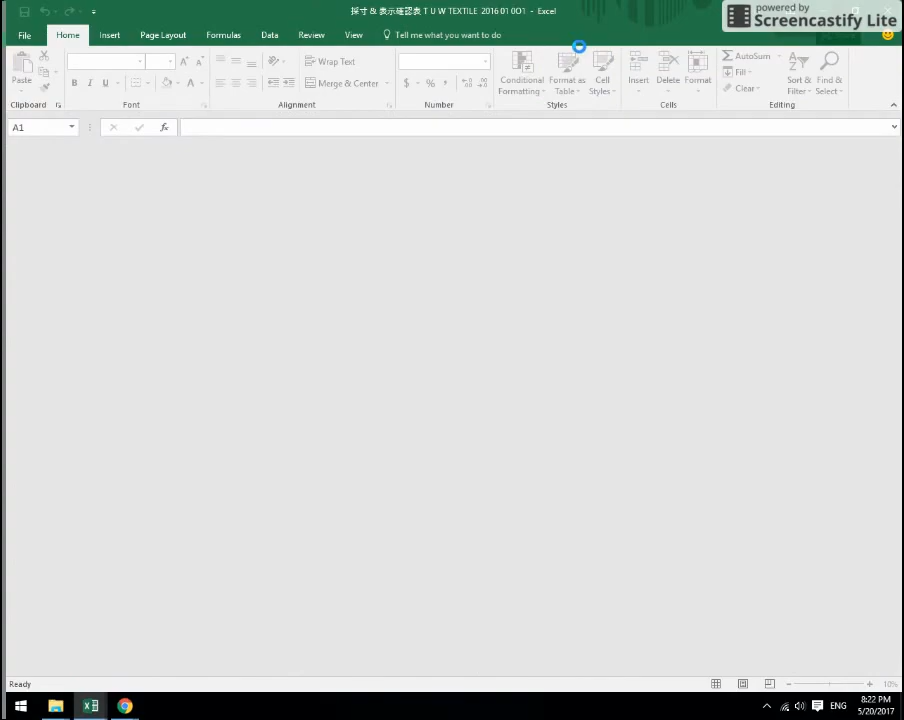 採寸 & 表示確認表 T U W TEXTILE 2016 01 OO1 - Excel
powered by
Screencastify Lite
File Home Insert Page Layout Formulas Data Review View Tell me what you want to do
Paste
B I U
Wrap Text
Merge & Center
$ % ,
Conditional Formatting
Format as Table
Cell Styles
Insert
Delete
Format
AutoSum
Fill
Clear
Sort & Filter
Find & Select
Clipboard Font Alignment Number Styles Cells Editing
A1 fx
Ready 10%
ENG
8:22 PM
5/20/2017